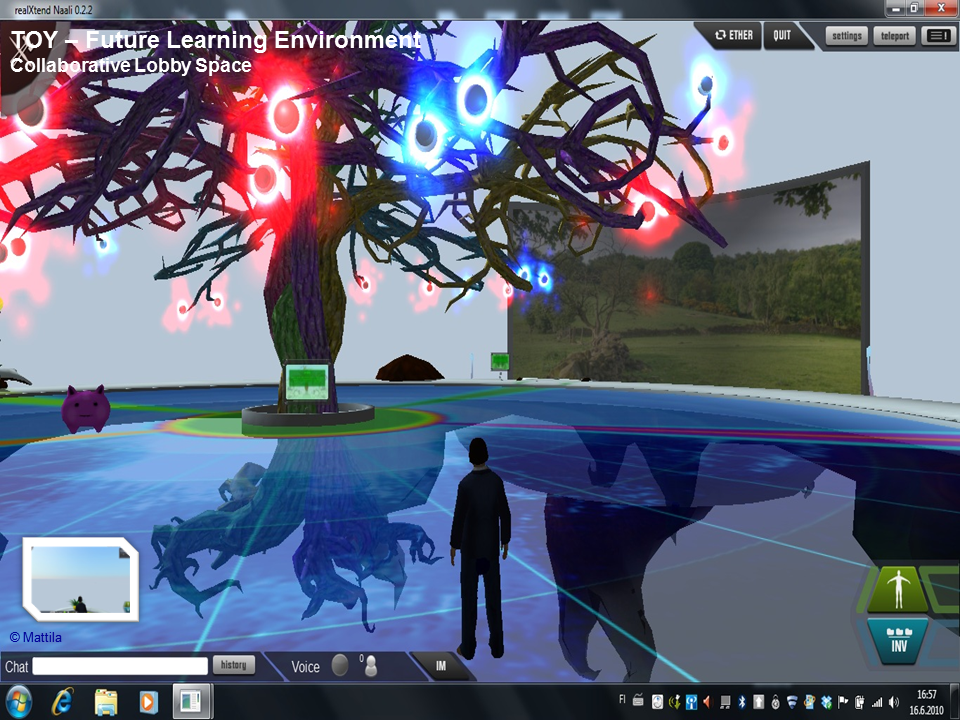 realXtend Naali 0.2.2
TOY – Future Learning Environment
Collaborative Lobby Space
ETHER QUIT settings teleport
© Mattila
INV
Chat history Voice 0 IM
FI 16:57
16.6.2010